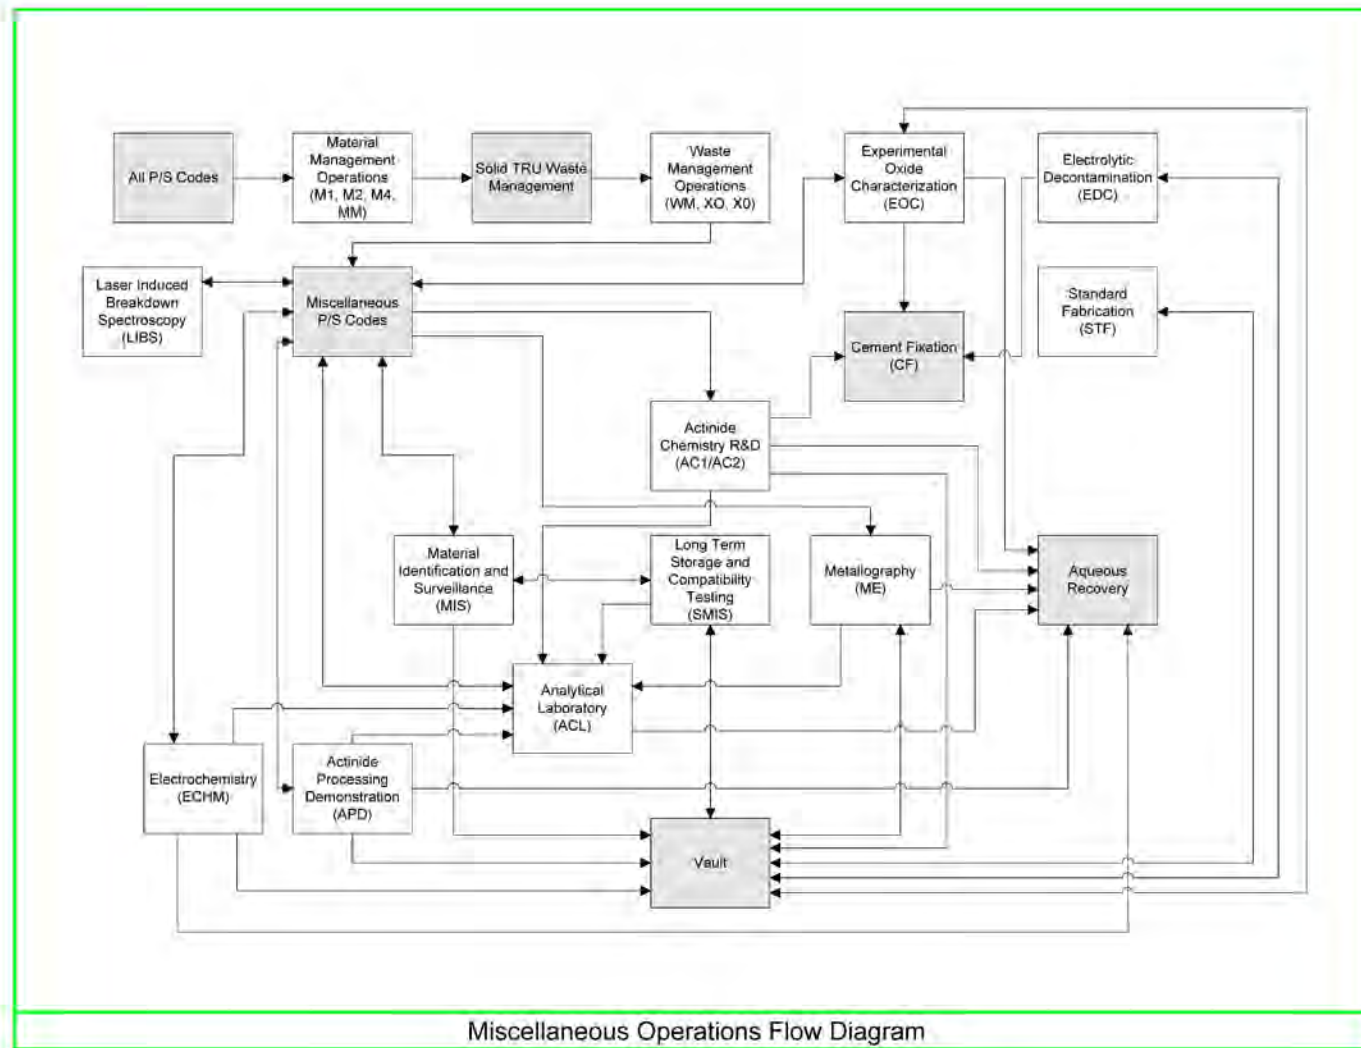 All P/S Codes
Material
Management
Operations
(M1, M2, M4,
MM)
Solid TRU Waste
Management
Waste
Management
Operations
(WM, XO, X0)
Experimental
Oxide
Characterization
(EOC)
Electrolytic
Decontamination
(EDC)
Laser Induced
Breakdown
Spectroscopy
(LIBS)
Miscellaneous
P/S Codes
Cement Fixation
(CF)
Standard
Fabrication
(STF)
Actinide
Chemistry R&D
(AC1/AC2)
Material
Identification and
Surveillance
(MIS)
Long Term
Storage and
Compatibility
Testing
(SMIS)
Metallography
(ME)
Aqueous
Recovery
Analytical
Laboratory
(ACL)
Electrochemistry
(ECHM)
Actinide
Processing
Demonstration
(APD)
Vault
Miscellaneous Operations Flow Diagram